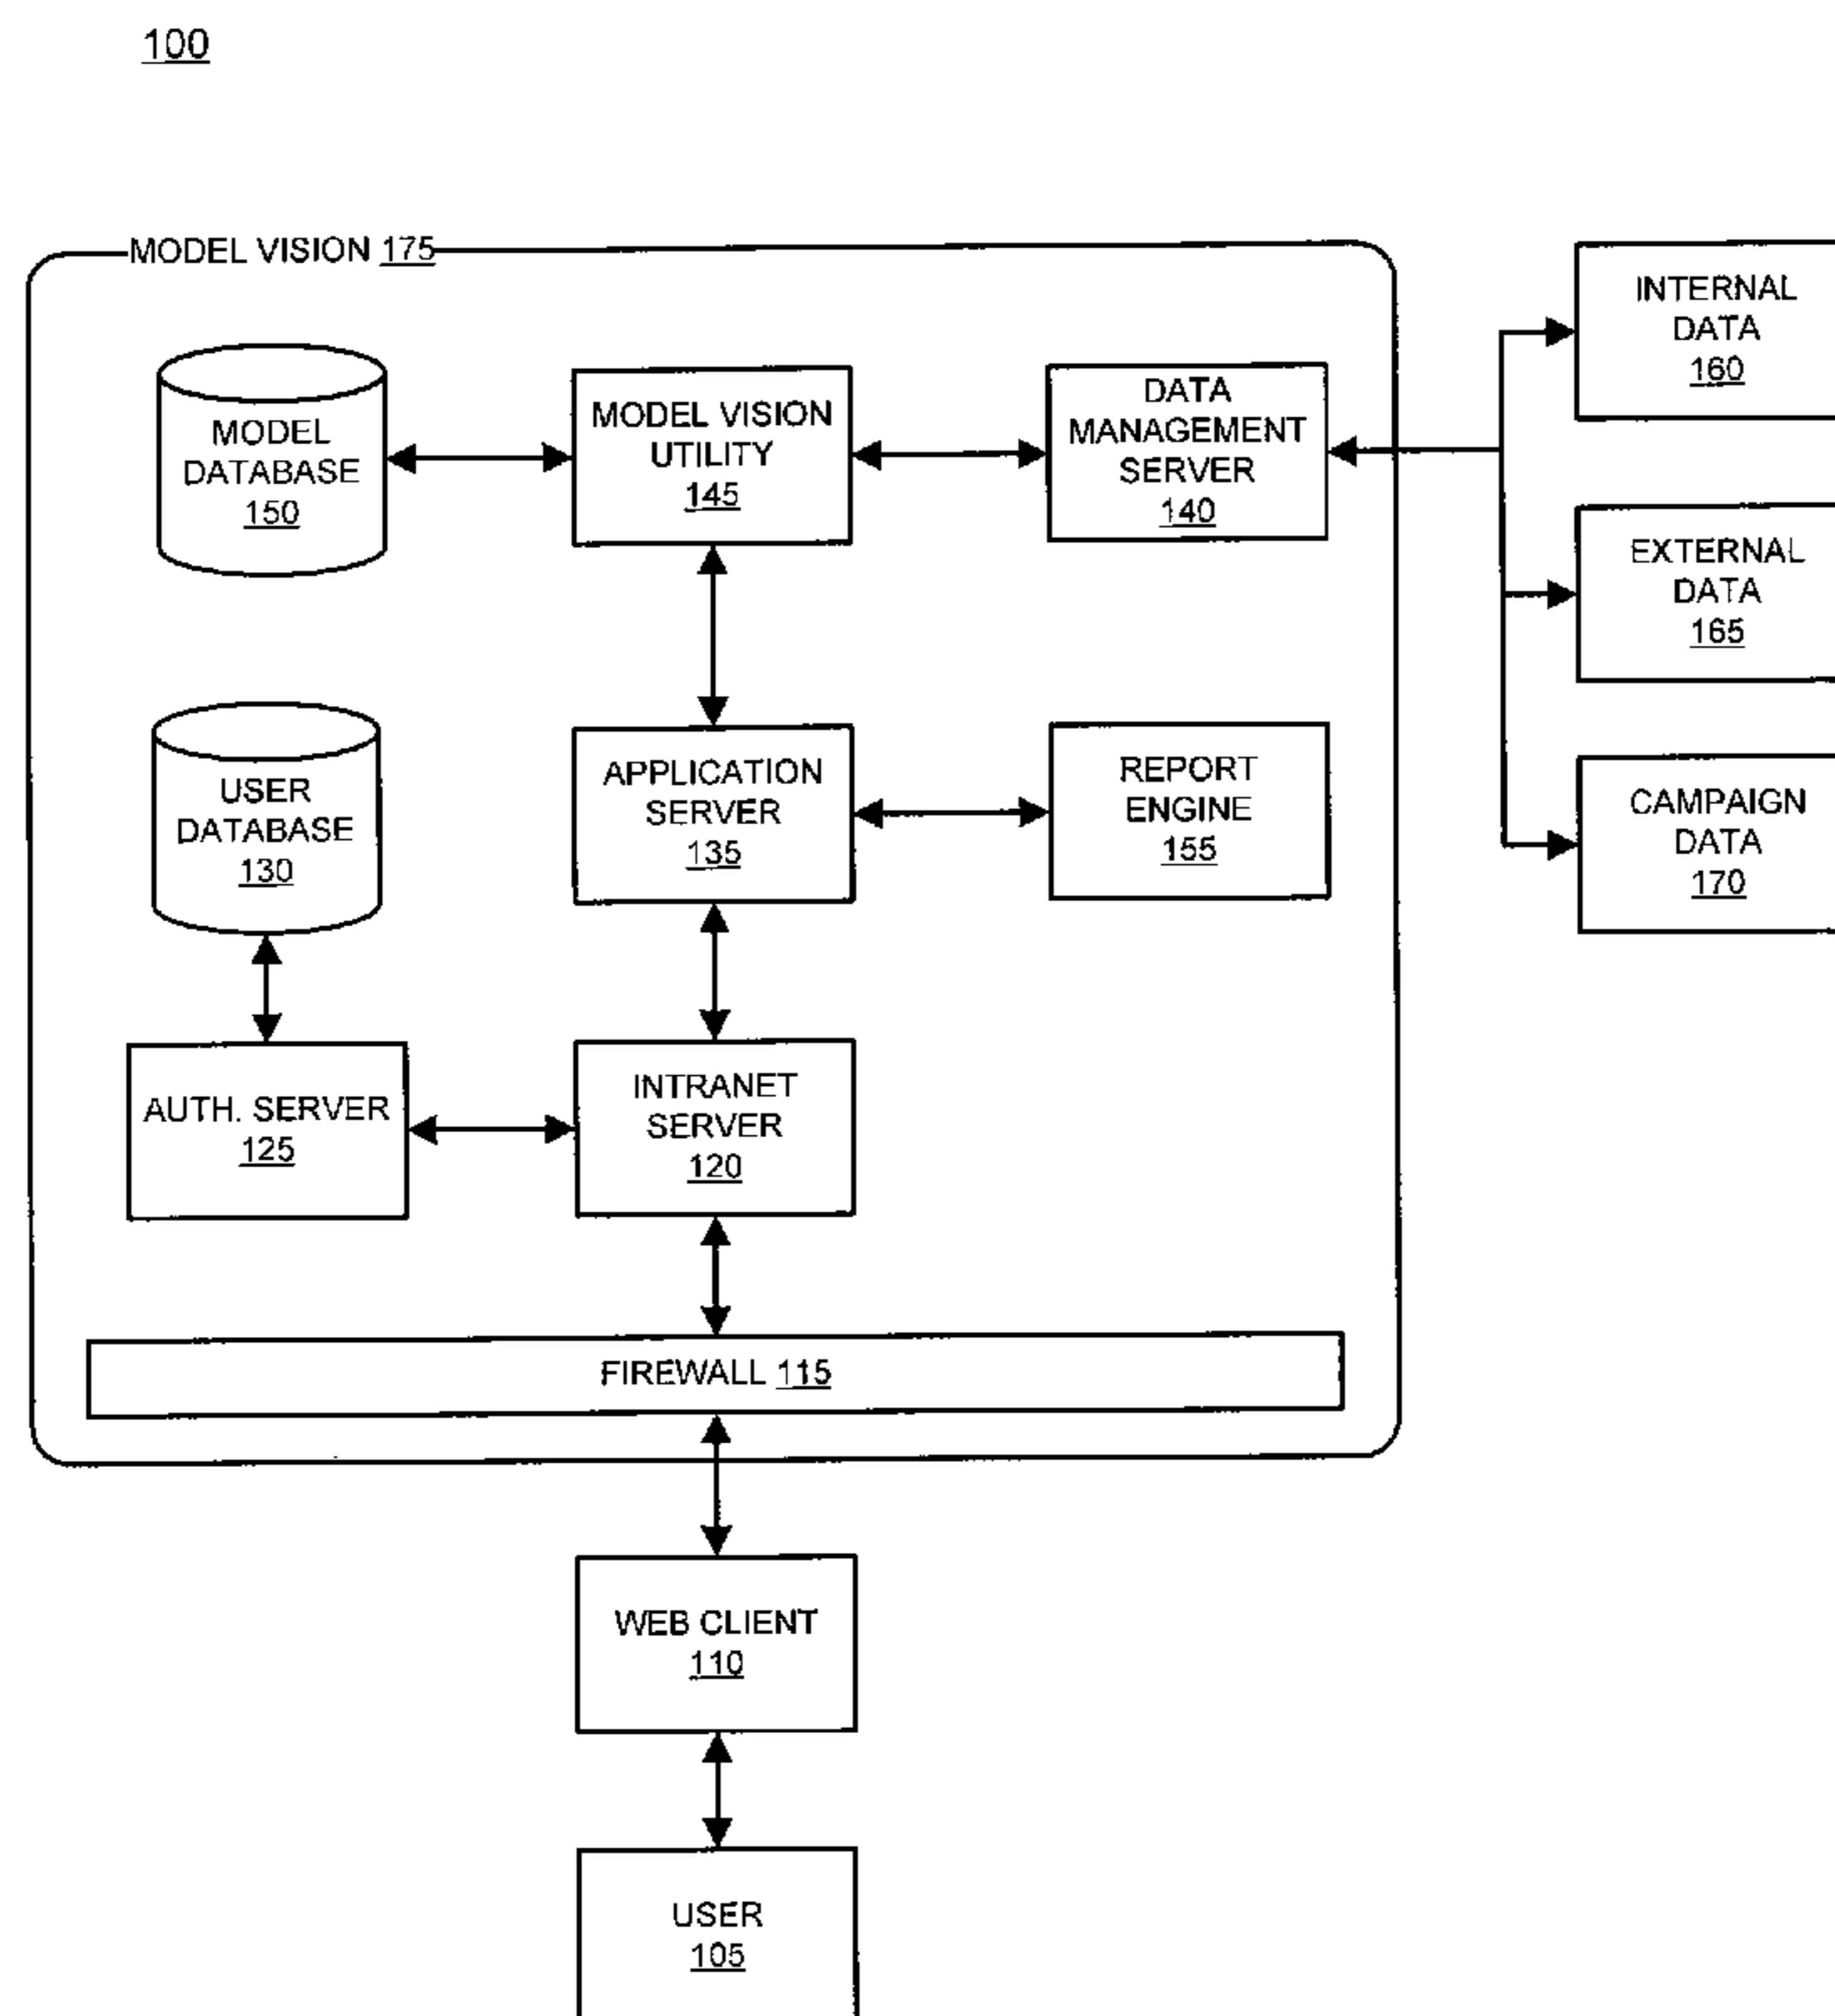 100
MODEL VISION 175
MODEL
DATABASE
150
MODEL VISION
UTILITY
145
DATA
MANAGEMENT
SERVER
140
INTERNAL
DATA
160
EXTERNAL
DATA
165
USER
DATABASE
130
APPLICATION
SERVER
135
REPORT
ENGINE
155
CAMPAIGN
DATA
170
AUTH. SERVER
125
INTRANET
SERVER
120
FIREWALL 115
WEB CLIENT
110
USER
105